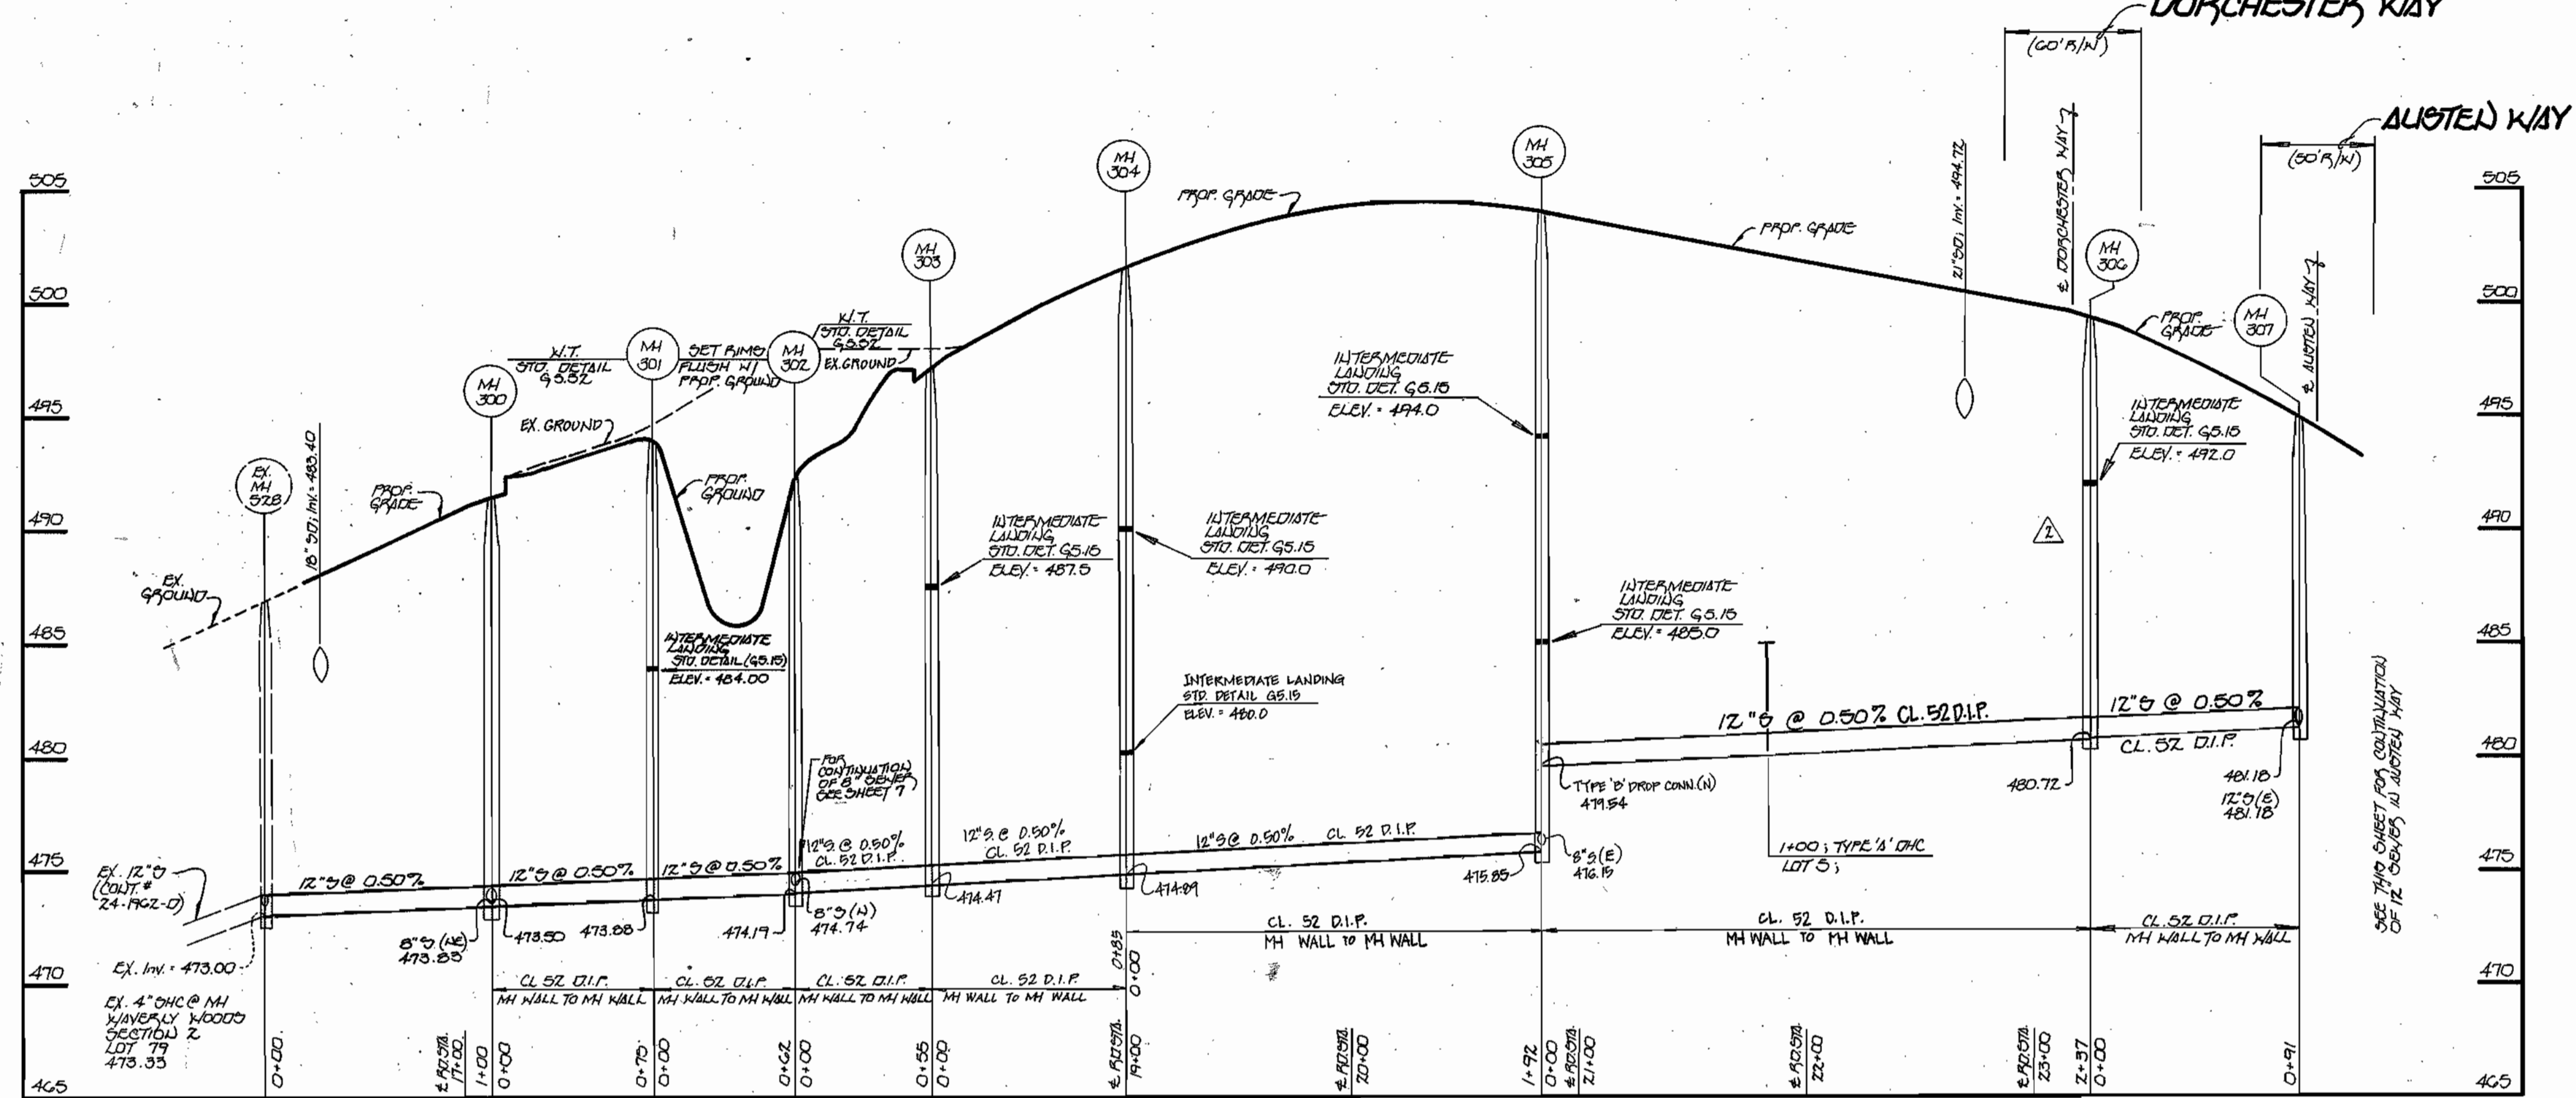 DORCHESTER WAY
(60' R/W)
AUSTEN WAY
(50' R/W)
505
500
495
490
485
480
475
470
465
505
500
495
490
485
480
475
470
465
EX.
MH
528
MH
300
MH
301
MH
302
MH
303
MH
304
MH
305
MH
306
MH
307
18" SD; Inv. = 483.40
21" SD; Inv. = 494.72
℄ DORCHESTER WAY
℄ AUSTEN WAY
EX.
GROUND
PROP.
GRADE
W.T.
STD. DETAIL
G5.52
EX. GROUND
SET RIMS
FLUSH W/
PROP. GROUND
W.T.
STD. DETAIL
G5.52
EX. GROUND
PROP.
GROUND
PROP. GRADE
PROP. GRADE
PROP.
GRADE
INTERMEDIATE
LANDING
STD. DETAIL (G5.15)
ELEV. = 484.00
INTERMEDIATE
LANDING
STD. DET. G5.15
ELEV. = 487.5
INTERMEDIATE
LANDING
STD. DET. G5.15
ELEV. = 490.0
INTERMEDIATE LANDING
STD. DETAIL G5.15
ELEV. = 480.0
INTERMEDIATE
LANDING
STD. DET. G5.15
ELEV. = 494.0
INTERMEDIATE
LANDING
STD. DET. G5.15
ELEV. = 485.0
INTERMEDIATE
LANDING
STD. DET. G5.15
ELEV. = 492.0
2
FOR
CONTINUATION
OF 8" SEWER
SEE SHEET 7
EX. 12"S
(CONT. #
24-1962-D)
12"S @ 0.50%
12"S @ 0.50%
12"S @ 0.50%
12"S @ 0.50%
CL. 52 D.I.P.
12"S @ 0.50%
CL. 52 D.I.P.
12"S @ 0.50% CL 52 D.I.P.
12"S @ 0.50% CL. 52 D.I.P.
12"S @ 0.50%
CL. 52 D.I.P.
EX. Inv. = 473.00
8"S (NE)
473.83
473.50
473.88
474.19
8"S (N)
474.74
474.47
474.89
475.85
8"S (E)
476.15
TYPE 'B' DROP CONN. (N)
479.54
1+00; TYPE 'A' DHC
LOT 5;
480.72
481.18
12"S (E)
481.18
EX. 4" SHC @ MH
WAVERLY WOODS
SECTION 2
LOT 79
473.33
CL 52 D.I.P.
MH WALL TO MH WALL
CL. 52 D.I.P.
MH WALL TO MH WALL
CL. 52 D.I.P.
MH WALL TO MH WALL
CL. 52 D.I.P.
MH WALL TO MH WALL
CL. 52 D.I.P.
MH WALL TO MH WALL
CL. 52 D.I.P.
MH WALL TO MH WALL
CL. 52 D.I.P.
MH WALL TO MH WALL
SEE THIS SHEET FOR CONTINUATION
OF 12" SEWER IN AUSTEN WAY
0+00
℄ RD. STA.
17+00
1+00
0+00
0+75
0+00
0+62
0+00
0+55
0+00
0+85
0+00
℄ RD. STA.
19+00
℄ RD. STA.
20+00
1+92
0+00
℄ RD. STA.
21+00
℄ RD. STA.
22+00
℄ RD. STA.
23+00
2+37
0+00
0+91